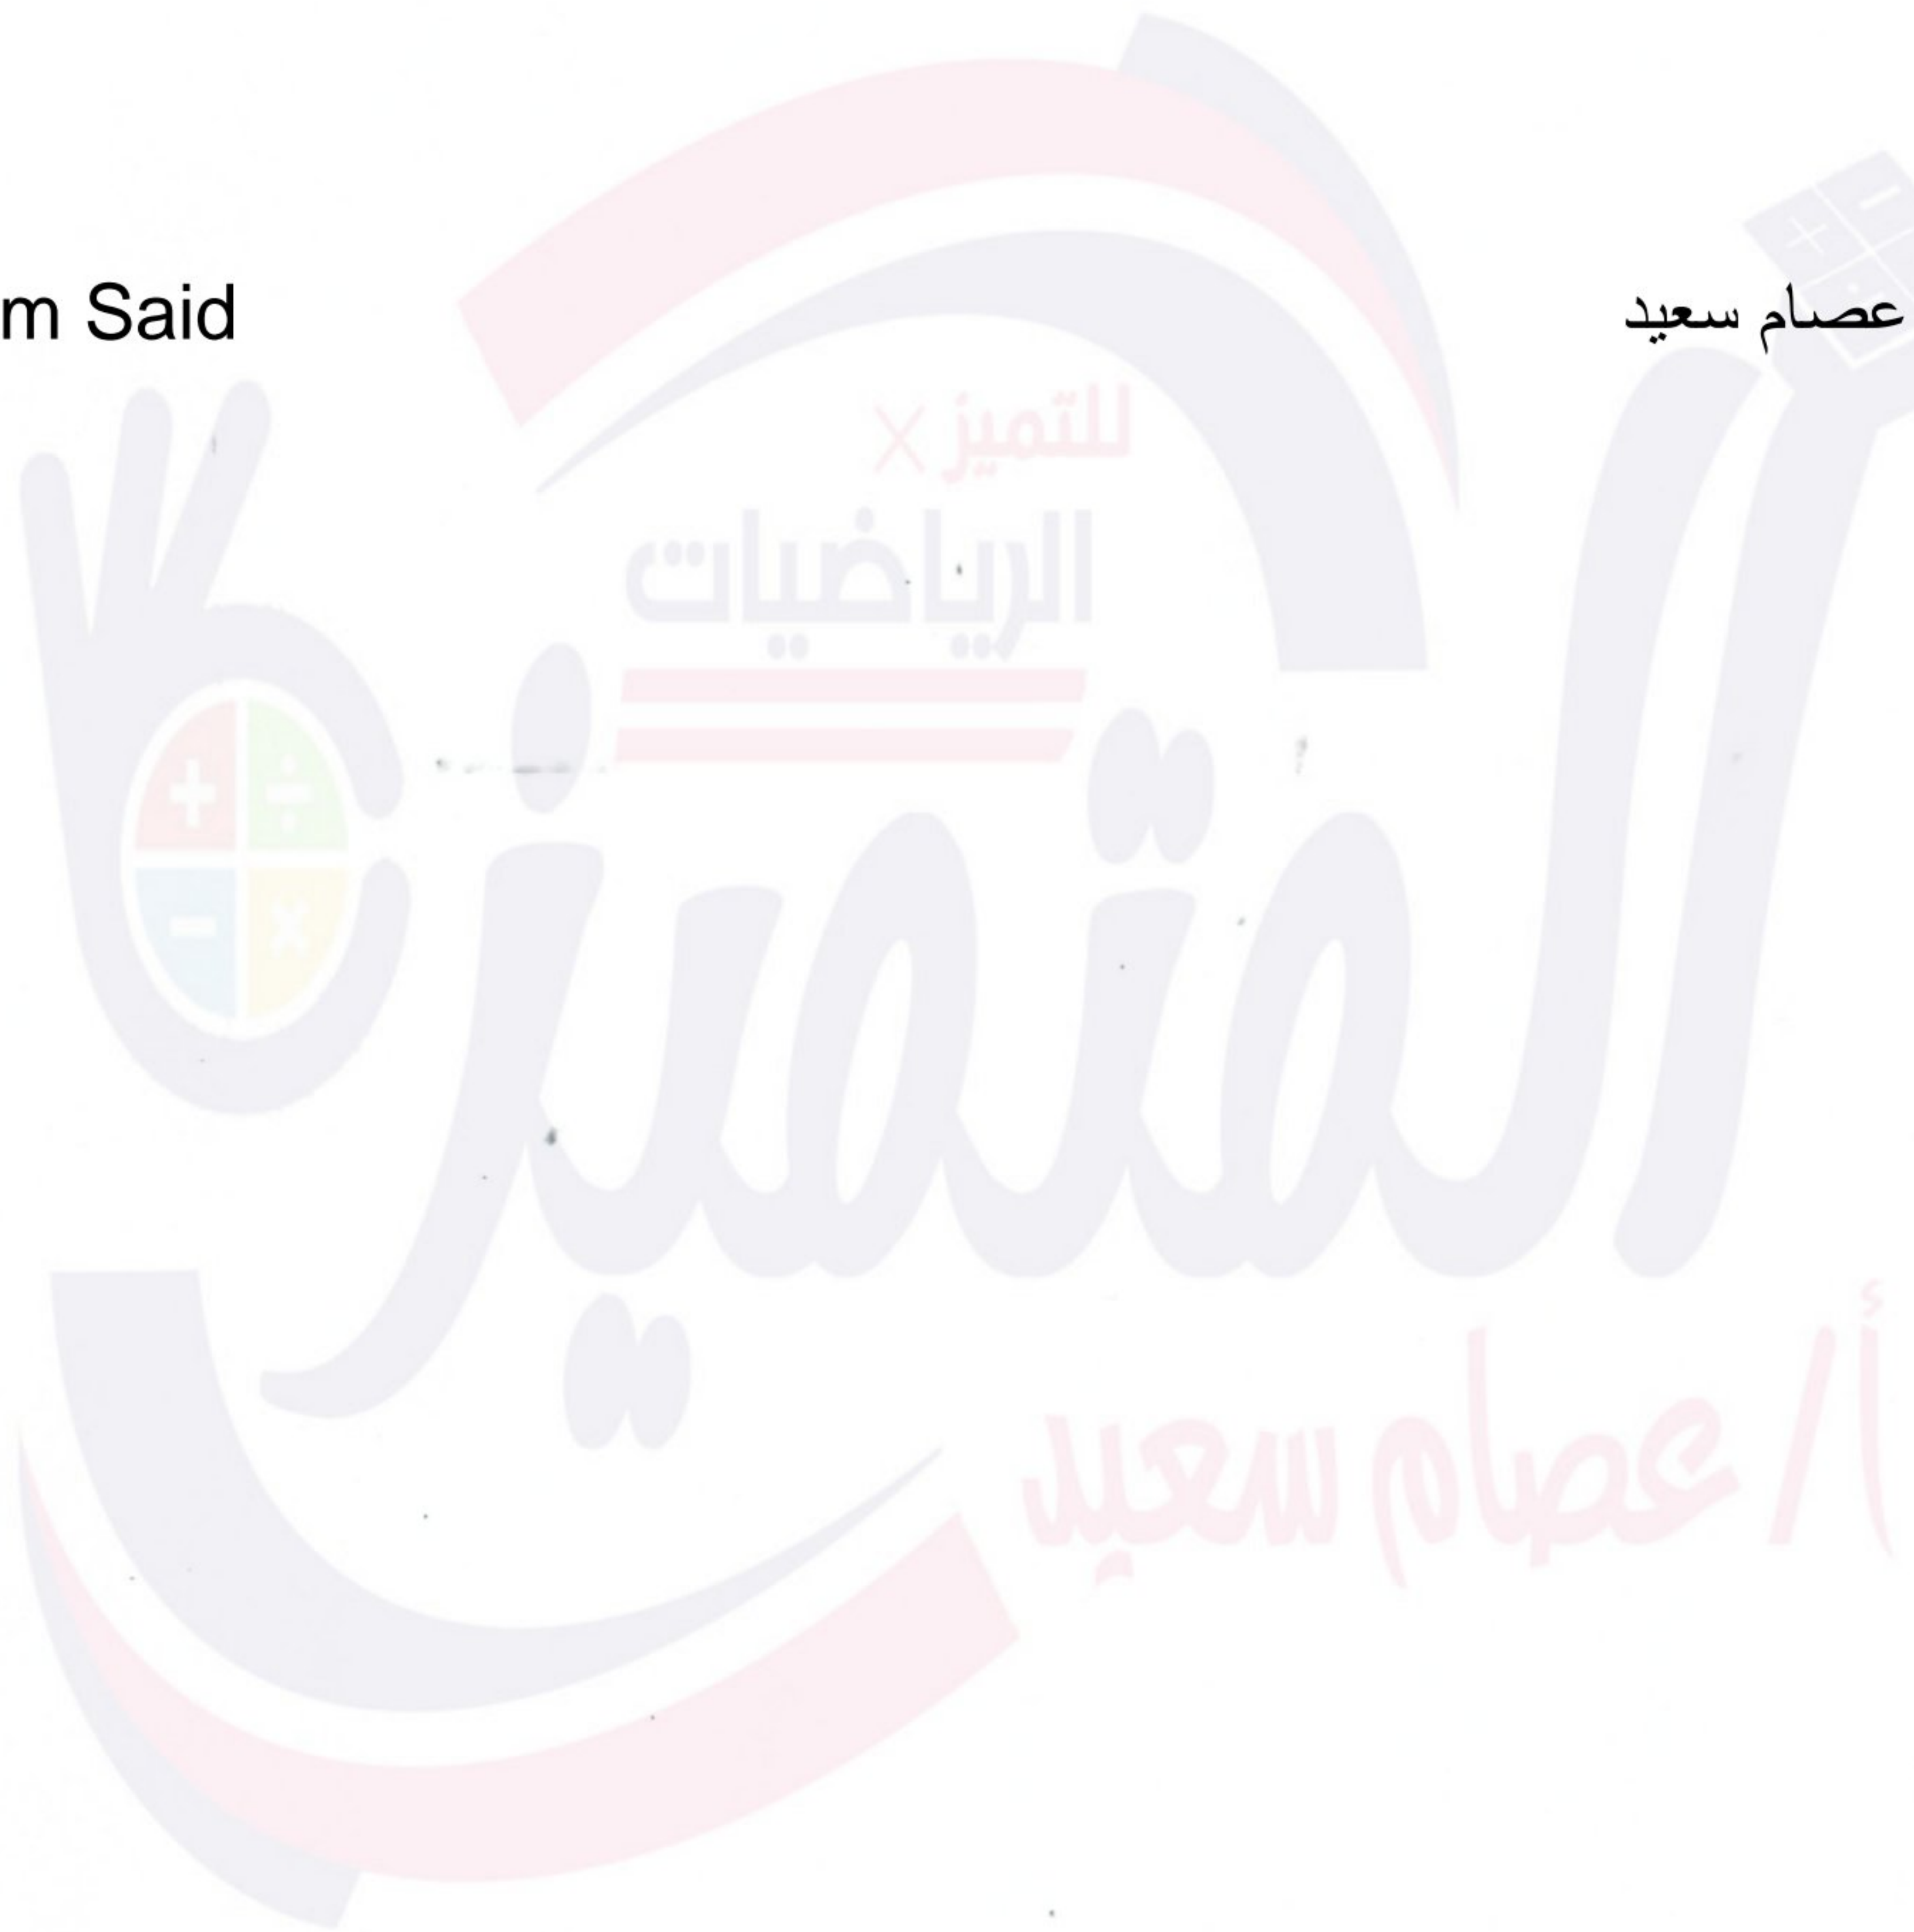 m Said
عصام سعيد
للتميز X
الرياضيات
المتميز
أ/ عصام سعيد